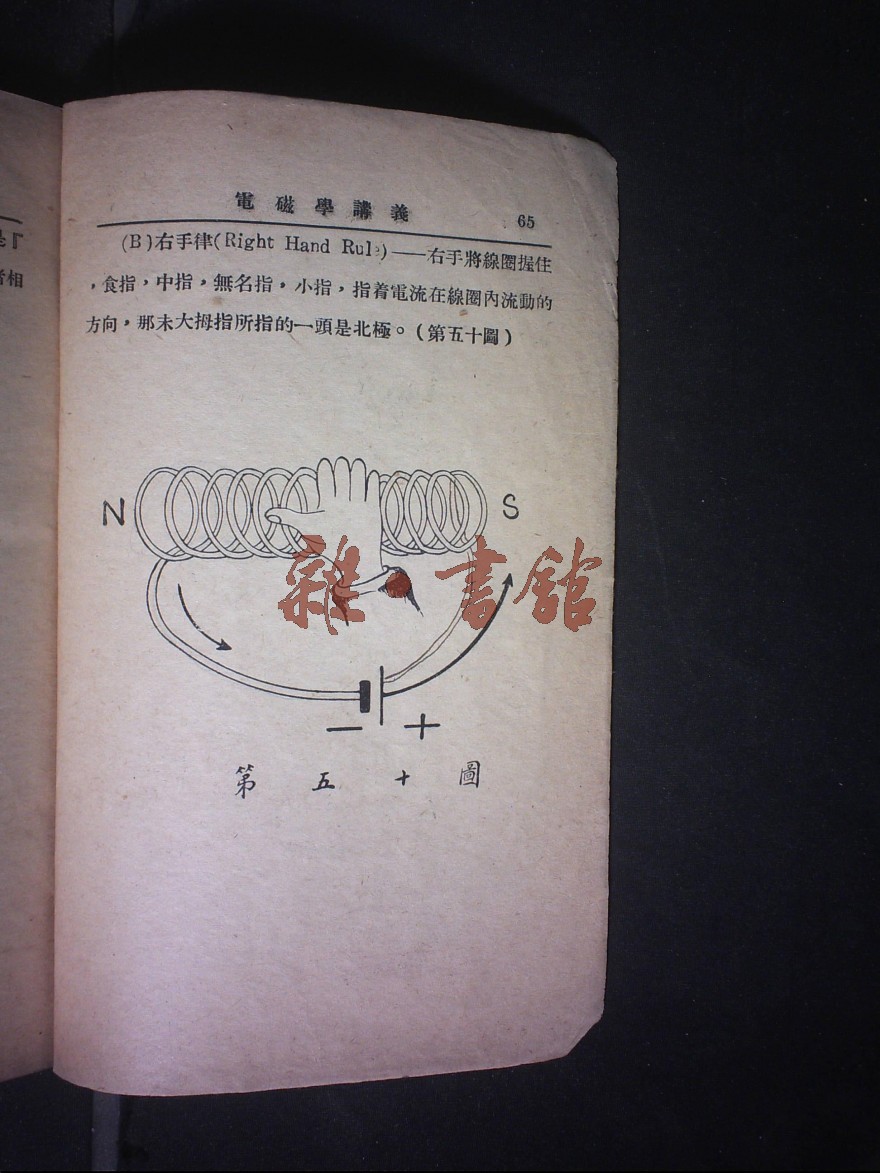 電磁學講義 65
(B)右手律(Right Hand Rule)——右手將線圈握住
，食指，中指，無名指，小指，指着電流在線圈內流動的
方向，那未大拇指所指的一頭是北極。(第五十圖)
N S
雜書館
— +
第五十圖